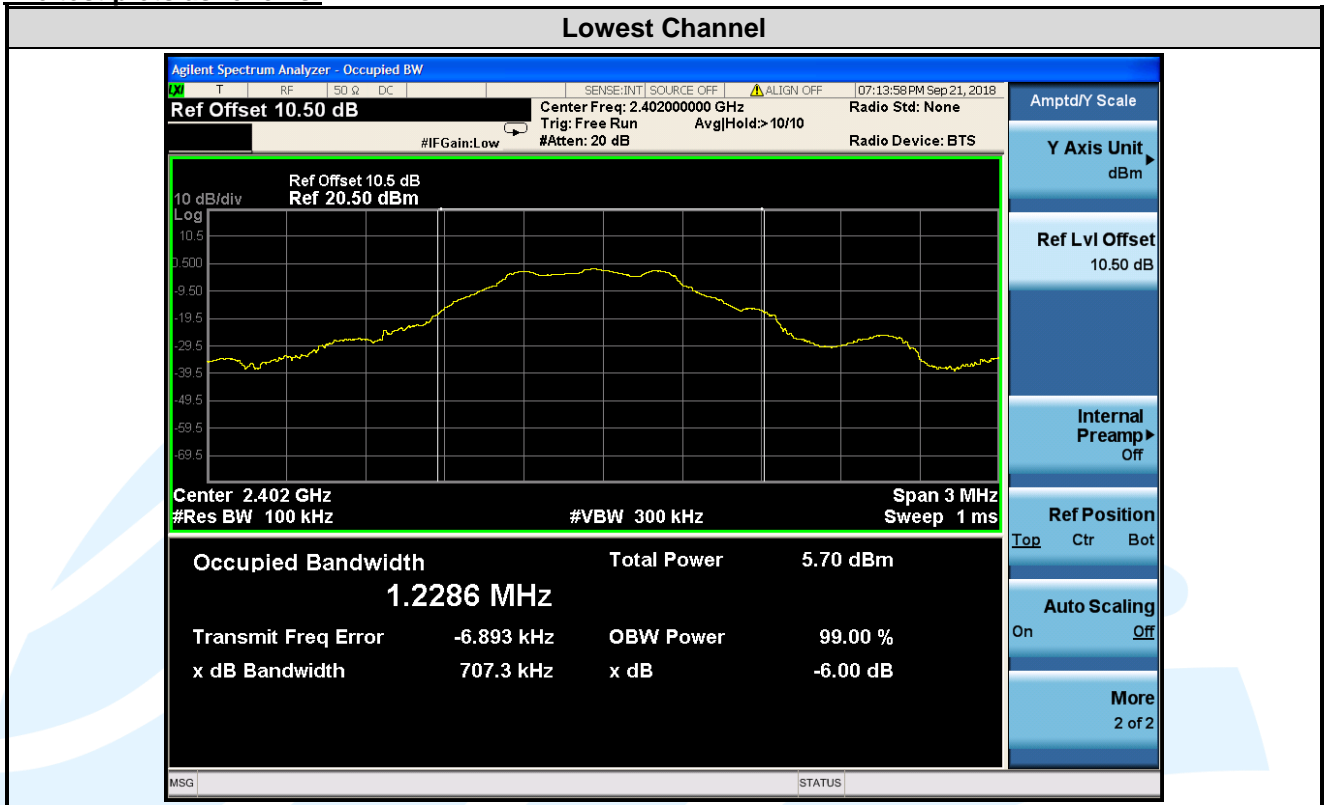 Lowest Channel
Agilent Spectrum Analyzer - Occupied BW
LXI T RF 50 Ω DC SENSE:INT SOURCE OFF ALIGN OFF 07:13:58 PM Sep 21, 2018
Ref Offset 10.50 dB
Center Freq: 2.402000000 GHz Radio Std: None
Trig: Free Run Avg|Hold:> 10/10
#IFGain:Low #Atten: 20 dB Radio Device: BTS
Ref Offset 10.5 dB
10 dB/div Ref 20.50 dBm
Log
10.5
0.500
-9.50
-19.5
-29.5
-39.5
-49.5
-59.5
-69.5
Center 2.402 GHz Span 3 MHz
#Res BW 100 kHz #VBW 300 kHz Sweep 1 ms
Occupied Bandwidth Total Power 5.70 dBm
1.2286 MHz
Transmit Freq Error -6.893 kHz OBW Power 99.00 %
x dB Bandwidth 707.3 kHz x dB -6.00 dB
MSG STATUS
Amptd/Y Scale
Y Axis Unit
dBm
Ref Lvl Offset
10.50 dB
Internal
Preamp
Off
Ref Position
Top Ctr Bot
Auto Scaling
On Off
More
2 of 2